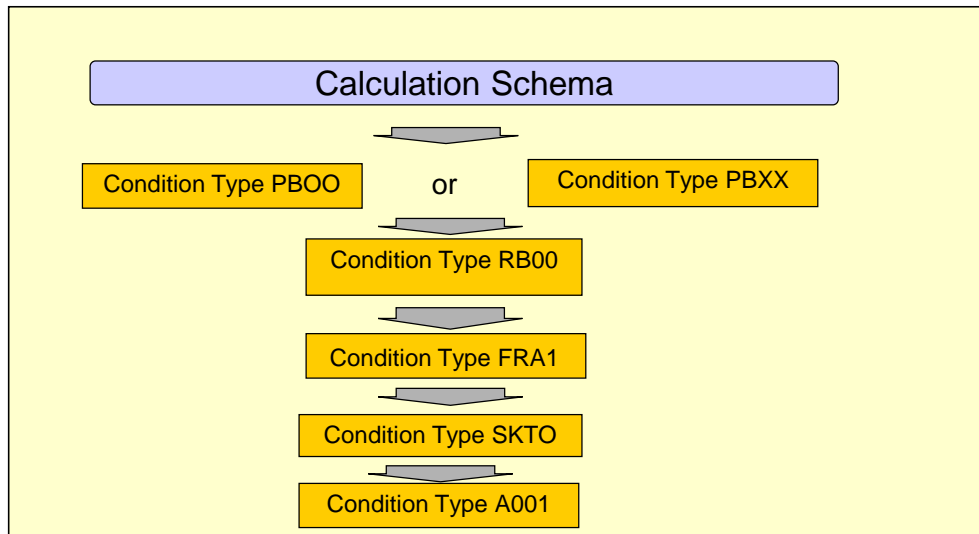 Calculation Schema
Condition Type PBOO
or
Condition Type PBXX
Condition Type RB00
Condition Type FRA1
Condition Type SKTO
Condition Type A001